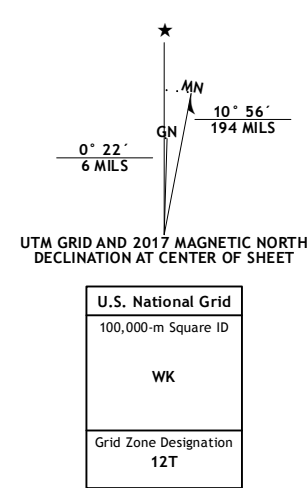 ★
MN
GN
10° 56´
194 MILS
0° 22´
6 MILS
UTM GRID AND 2017 MAGNETIC NORTH
DECLINATION AT CENTER OF SHEET
U.S. National Grid
100,000-m Square ID
WK
Grid Zone Designation
12T